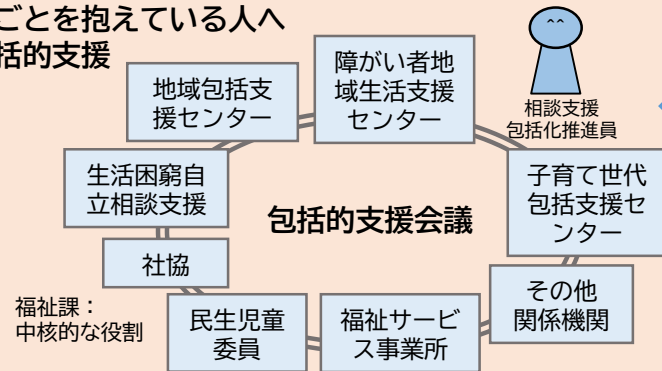 ごとを抱えている人へ
括的支援
地域包括支
援センター
障がい者地
域生活支援
センター
相談支援
包括化推進員
生活困窮自
立相談支援
包括的支援会議
子育て世代
包括支援セ
ンター
社協
福祉課：
中核的な役割
民生児童
委員
福祉サービ
ス事業所
その他
関係機関